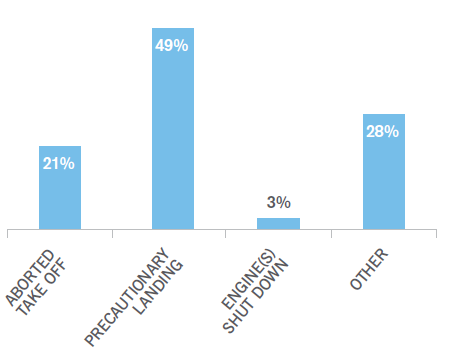 49%
28%
21%
3%
ABORTED
TAKE OFF
PRECAUTIONARY
LANDING
ENGINE(S)
SHUT DOWN
OTHER